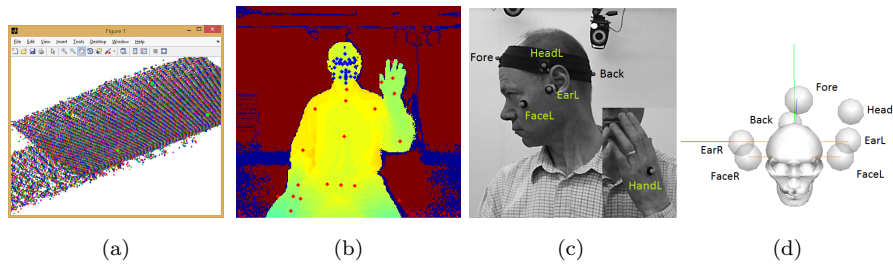 Figure 1
File Edit View Insert Tools Desktop Window Help
Fore
HeadL
Back
EarL
FaceL
HandL
Fore
Head
Back
EarR
EarL
FaceR
FaceL
(a)
(b)
(c)
(d)